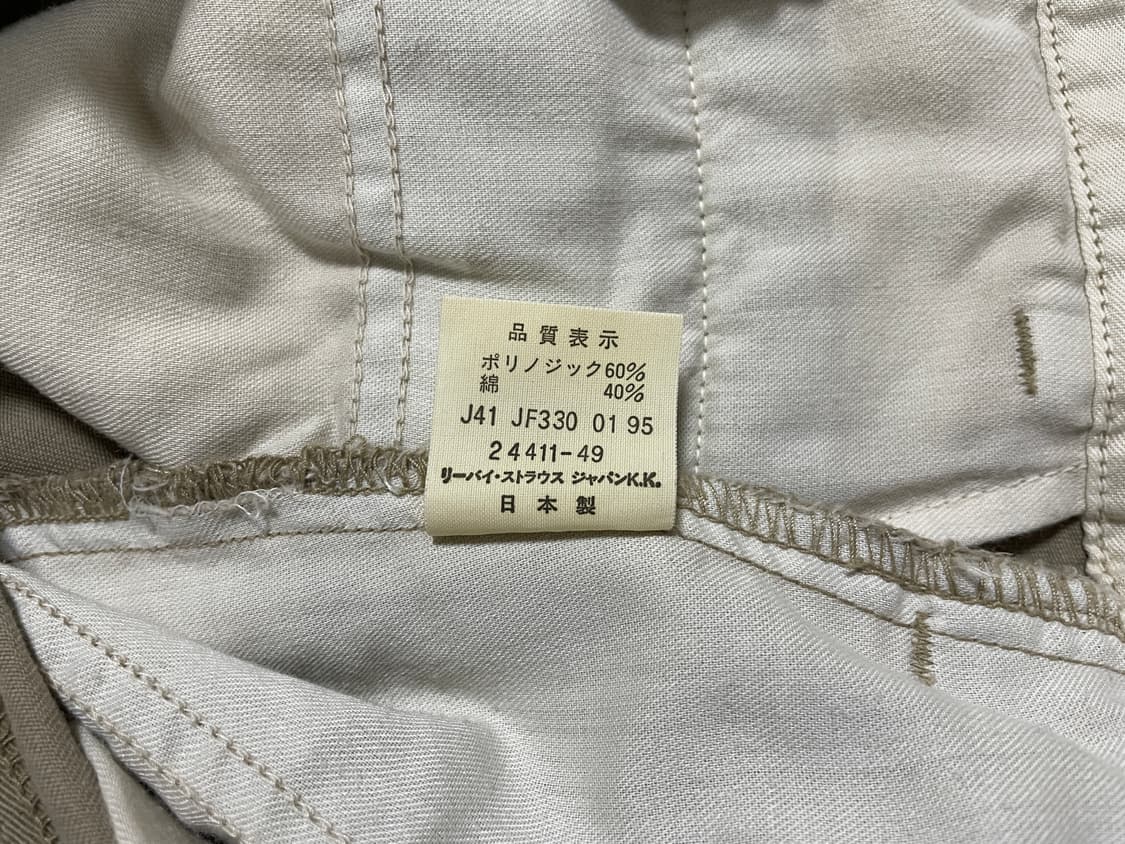 品質表示
ポリノジック60%
綿 40%
J41 JF330 01 95
24411-49
リーバイ・ストラウス ジャパンK.K.
日本製